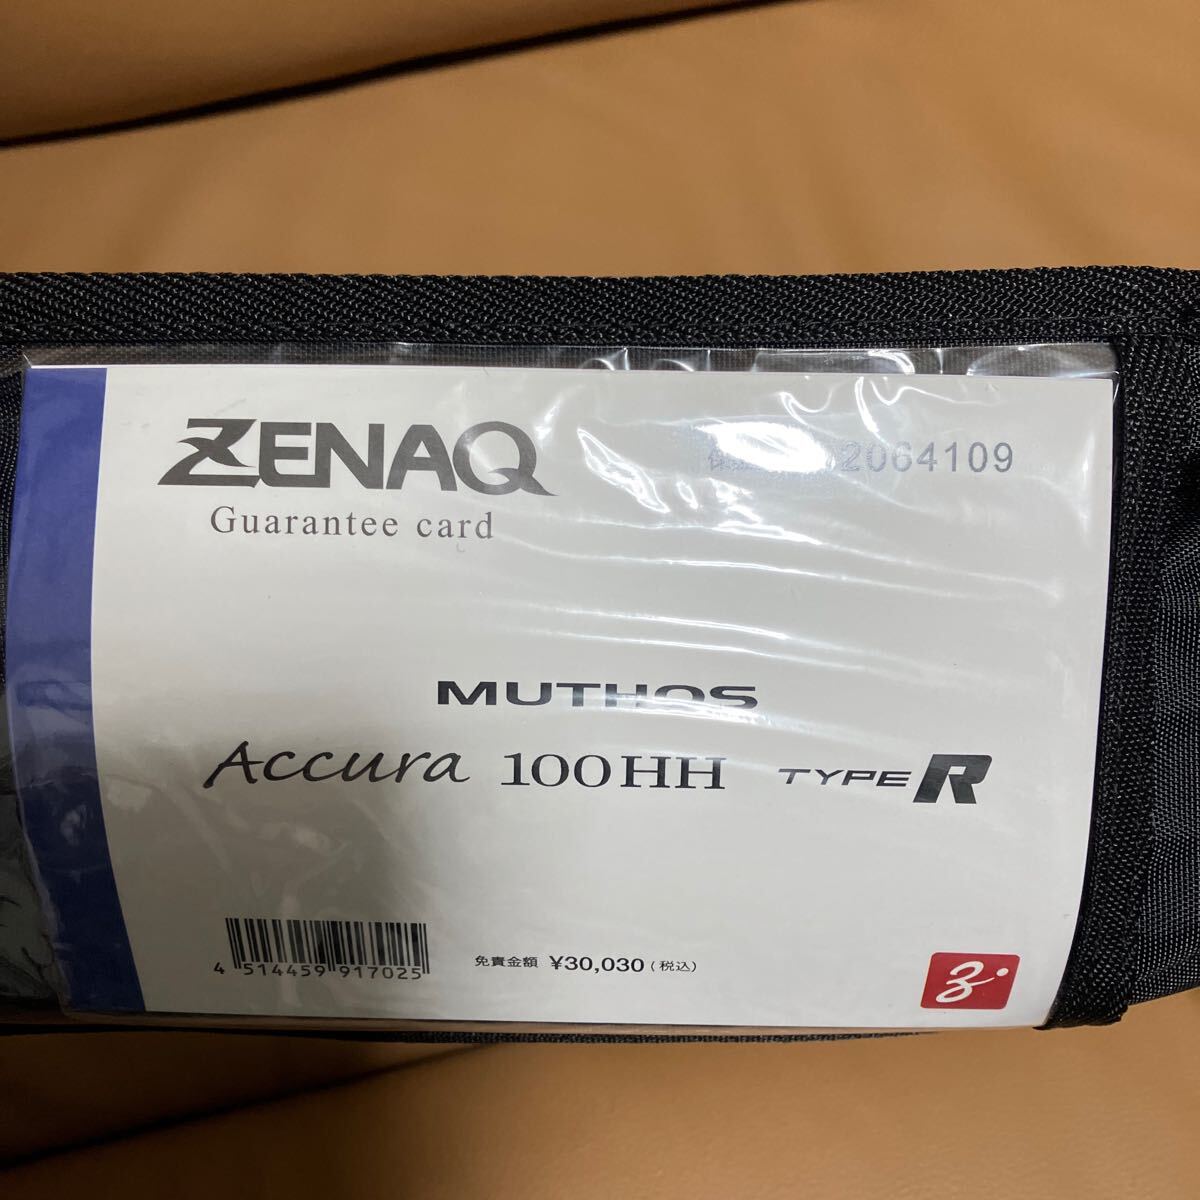 ZENAQ
Guarantee card
2064109
MUTHOS
Accura 100HH TYPE R
4 514459 917025
免責金額 ¥30,030 (税込)